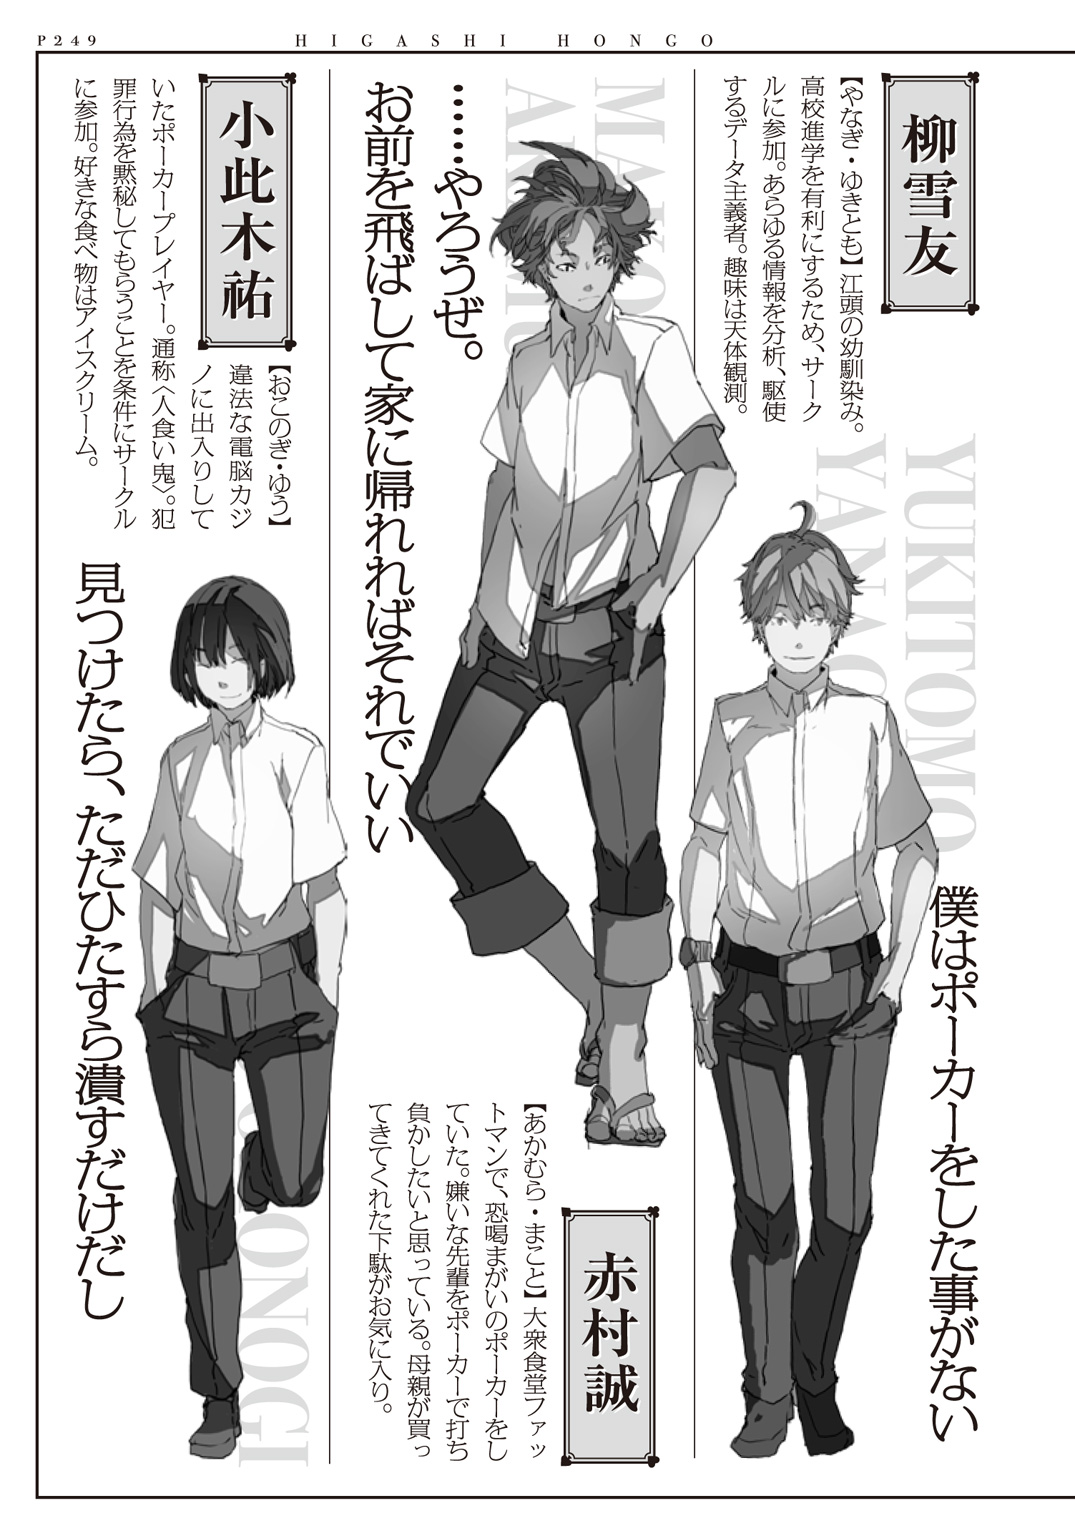 P249
HIGASHI HONGO
柳雪友
【やなぎ・ゆきとも】江頭の幼馴染み。
高校進学を有利にするため、サーク
ルに参加。あらゆる情報を分析、駆使
するデータ主義者。趣味は天体観測。
YUKITOMO
僕はポーカーをした事がない
……やろうぜ。
お前を飛ばして家に帰れればそれでいい
赤村誠
【あかむら・まこと】大衆食堂ファッ
トマンで、恐喝まがいのポーカーをし
ていた。嫌いな先輩をポーカーで打ち
負かしたいと思っている。母親が買っ
てきてくれた下駄がお気に入り。
小此木祐
【おこのぎ・ゆう】
違法な電脳カジ
ノに出入りして
いたポーカープレイヤー。通称〈人食い鬼〉。犯
罪行為を黙秘してもらうことを条件にサークル
に参加。好きな食べ物はアイスクリーム。
見つけたら、ただひたすら潰すだけだし